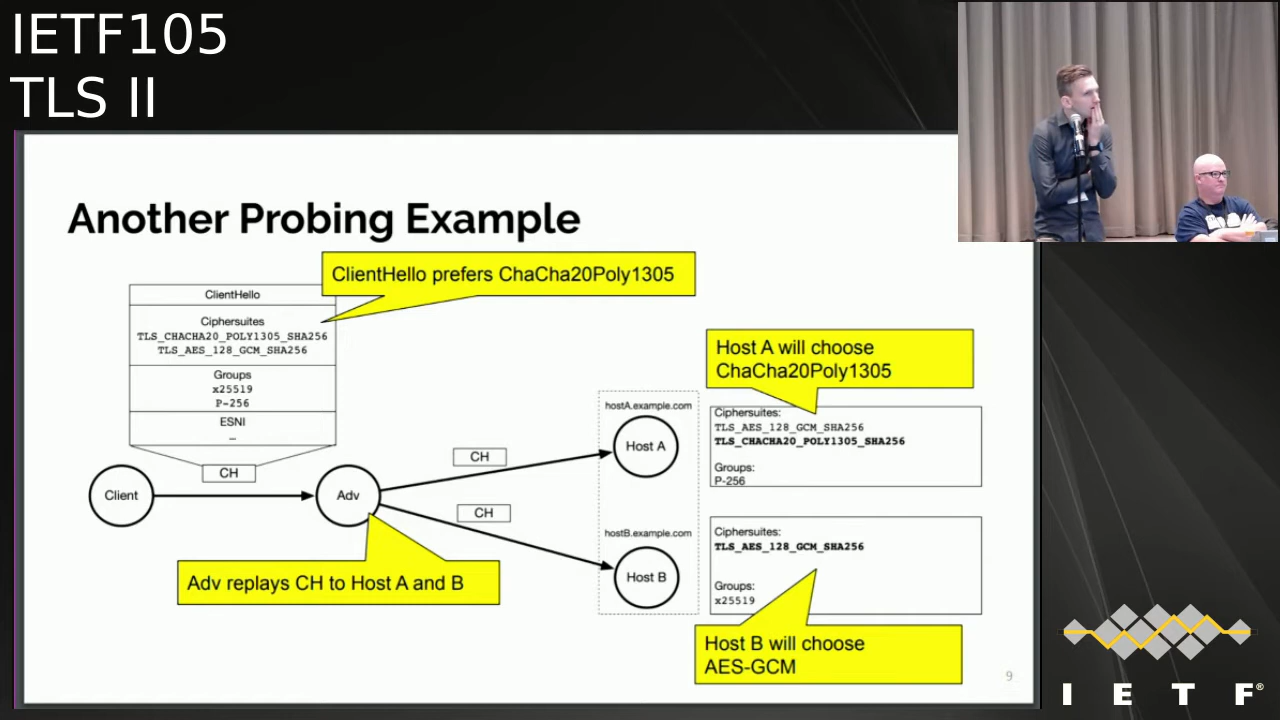 IETF105
TLS II
Another Probing Example
ClientHello prefers ChaCha20Poly1305
ClientHello
Ciphersuites
TLS_CHACHA20_POLY1305_SHA256
TLS_AES_128_GCM_SHA256
Groups
x25519
P-256
ESNI
...
CH
Client
Adv
CH
CH
Adv replays CH to Host A and B
hostA.example.com
Host A
hostB.example.com
Host B
Host A will choose
ChaCha20Poly1305
Ciphersuites:
TLS_AES_128_GCM_SHA256
TLS_CHACHA20_POLY1305_SHA256
Groups:
P-256
Ciphersuites:
TLS_AES_128_GCM_SHA256
Groups:
x25519
Host B will choose
AES-GCM
9
I E T F®